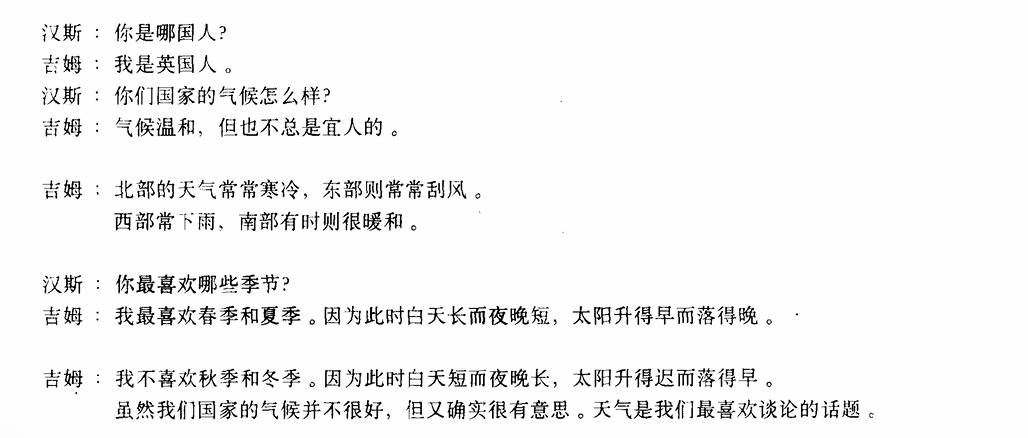 汉斯：你是哪国人?
吉姆：我是英国人。
汉斯：你们国家的气候怎么样?
吉姆：气候温和，但也不总是宜人的。
吉姆：北部的天气常常寒冷，东部则常常刮风。
西部常下雨，南部有时则很暖和。
汉斯：你最喜欢哪些季节?
吉姆：我最喜欢春季和夏季。因为此时白天长而夜晚短，太阳升得早而落得晚。
吉姆：我不喜欢秋季和冬季。因为此时白天短而夜晚长，太阳升得迟而落得早。
虽然我们国家的气候并不很好，但又确实很有意思。天气是我们最喜欢谈论的话题。